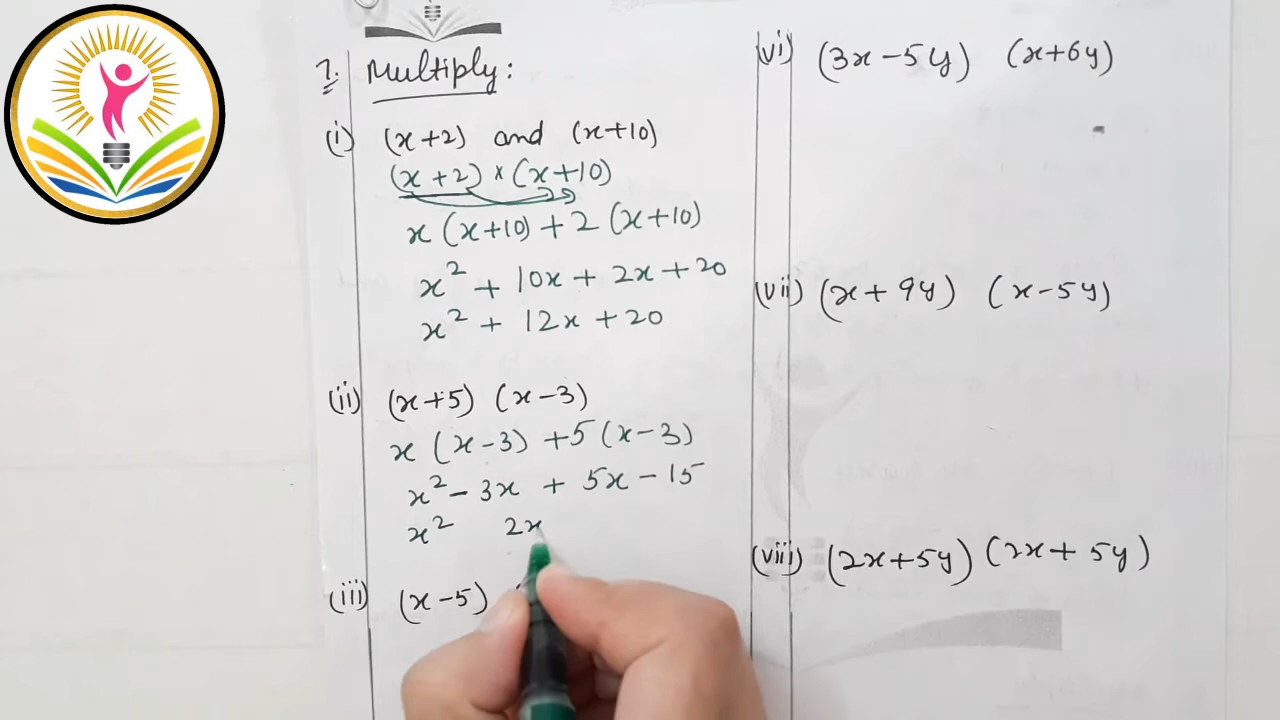 1. Multiply:
(i) (x+2) and (x+10)
(x+2) × (x+10)
x (x+10) + 2 (x+10)
x² + 10x + 2x + 20
x² + 12x + 20
(ii) (x+5) (x-3)
x (x-3) + 5 (x-3)
x² - 3x + 5x - 15
x² 2x
(iii) (x-5)
(vi) (3x-5y) (x+6y)
(vii) (x+9y) (x-5y)
(viii) (2x+5y) (2x+5y)